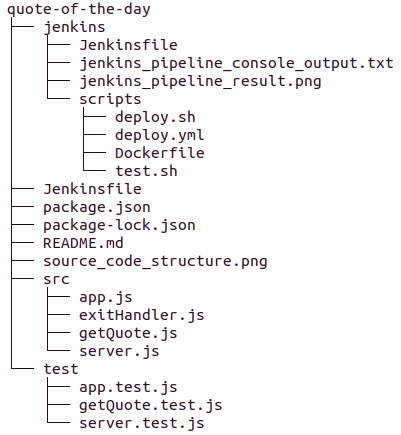 quote-of-the-day
├── jenkins
│   ├── Jenkinsfile
│   ├── jenkins_pipeline_console_output.txt
│   ├── jenkins_pipeline_result.png
│   └── scripts
│       ├── deploy.sh
│       ├── deploy.yml
│       ├── Dockerfile
│       └── test.sh
├── Jenkinsfile
├── package.json
├── package-lock.json
├── README.md
├── source_code_structure.png
├── src
│   ├── app.js
│   ├── exitHandler.js
│   ├── getQuote.js
│   └── server.js
└── test
    ├── app.test.js
    ├── getQuote.test.js
    └── server.test.js